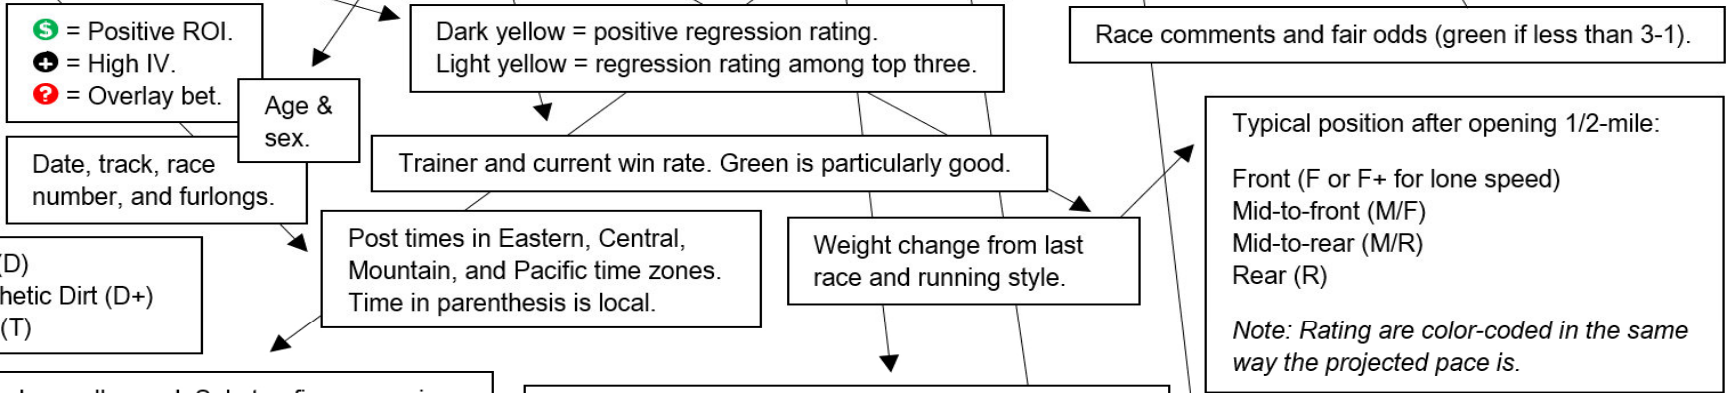 $ = Positive ROI.
+ = High IV.
? = Overlay bet.
Age &
sex.
Date, track, race
number, and furlongs.
Dark yellow = positive regression rating.
Light yellow = regression rating among top three.
Trainer and current win rate. Green is particularly good.
Post times in Eastern, Central,
Mountain, and Pacific time zones.
Time in parenthesis is local.
(D)
hetic Dirt (D+)
(T)
Weight change from last
race and running style.
Race comments and fair odds (green if less than 3-1).
Typical position after opening 1/2-mile:
Front (F or F+ for lone speed)
Mid-to-front (M/F)
Mid-to-rear (M/R)
Rear (R)
Note: Rating are color-coded in the same
way the projected pace is.